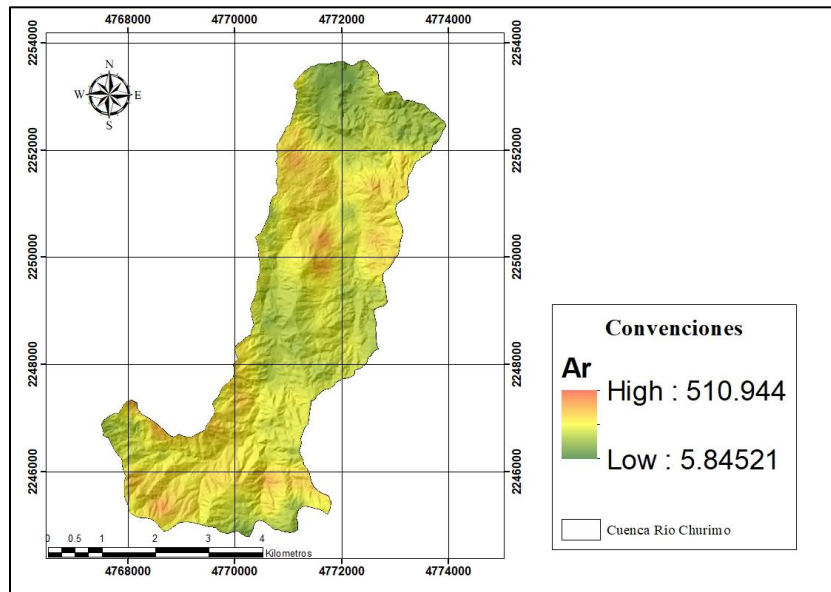 4768000 4770000 4772000 4774000
2254000 2254000
N
W E
S
2252000 2252000
2250000 2250000
2248000 2248000
2246000 2246000
0 0.5 1 2 3 4
Kilometros
4768000 4770000 4772000 4774000
Convenciones
Ar
High : 510.944
Low : 5.84521
Cuenca Rio Churimo